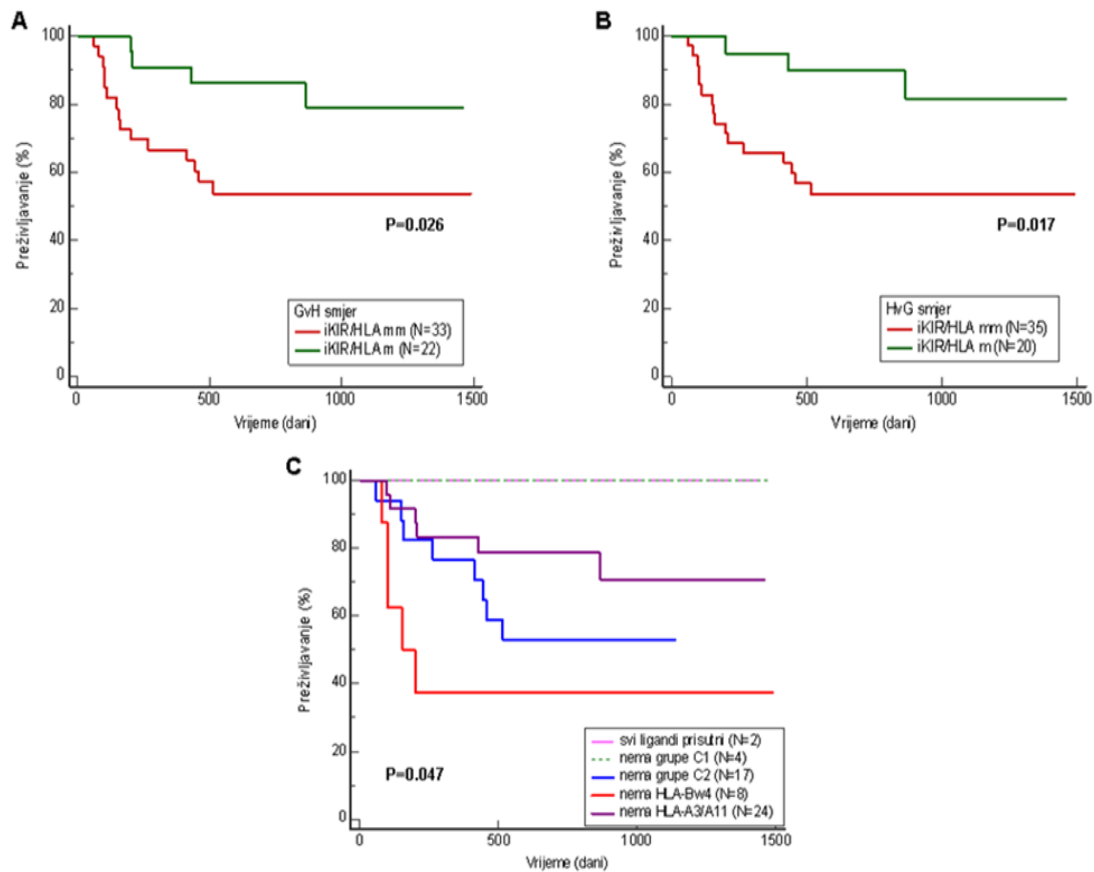 A
100
80
60
40
20
0
Preživljavanje (%)
P=0.026
GvH smjer
iKIR/HLA mm (N=33)
iKIR/HLA m (N=22)
0 500 1000 1500
Vrijeme (dani)
B
100
80
60
40
20
0
Preživljavanje (%)
P=0.017
HvG smjer
iKIR/HLA mm (N=35)
iKIR/HLA m (N=20)
0 500 1000 1500
Vrijeme (dani)
C
100
80
60
40
20
0
Preživljavanje (%)
P=0.047
svi ligandi prisutni (N=2)
nema grupe C1 (N=4)
nema grupe C2 (N=17)
nema HLA-Bw4 (N=8)
nema HLA-A3/A11 (N=24)
0 500 1000 1500
Vrijeme (dani)